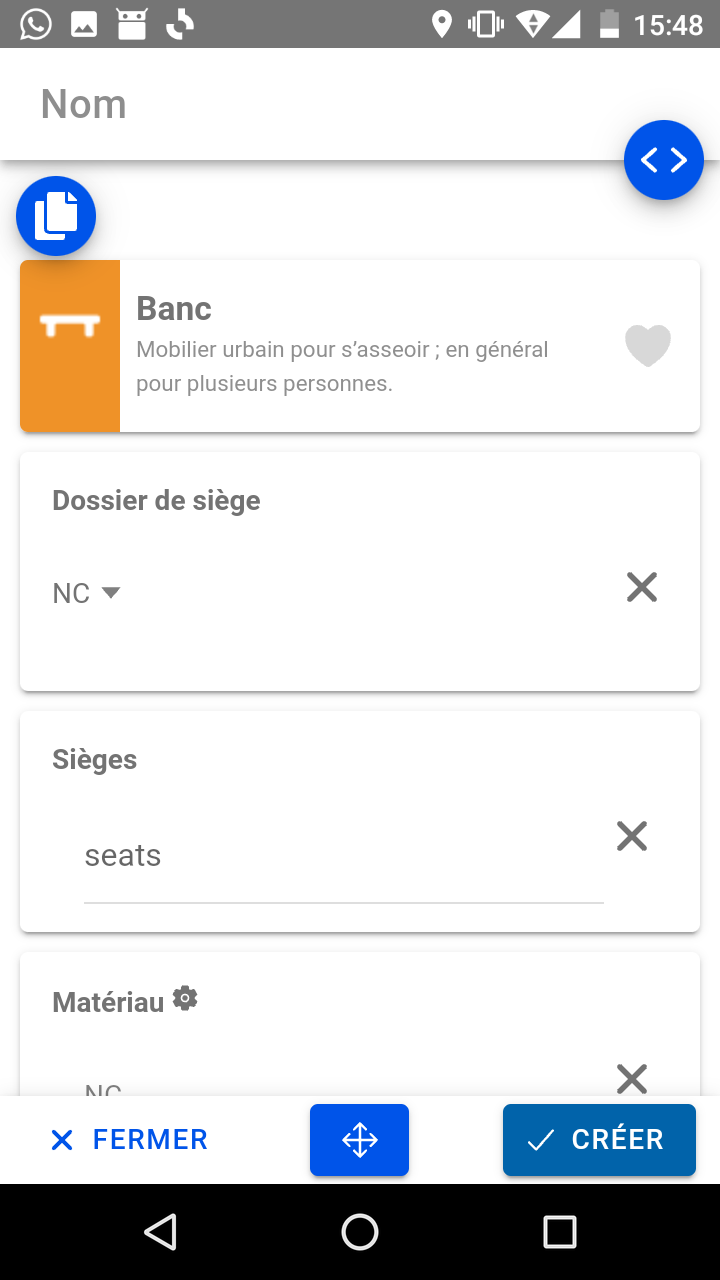 15:48
Nom
Banc
Mobilier urbain pour s’asseoir ; en général
pour plusieurs personnes.
Dossier de siège
NC
Sièges
seats
Matériau
NC
FERMER
CRÉER